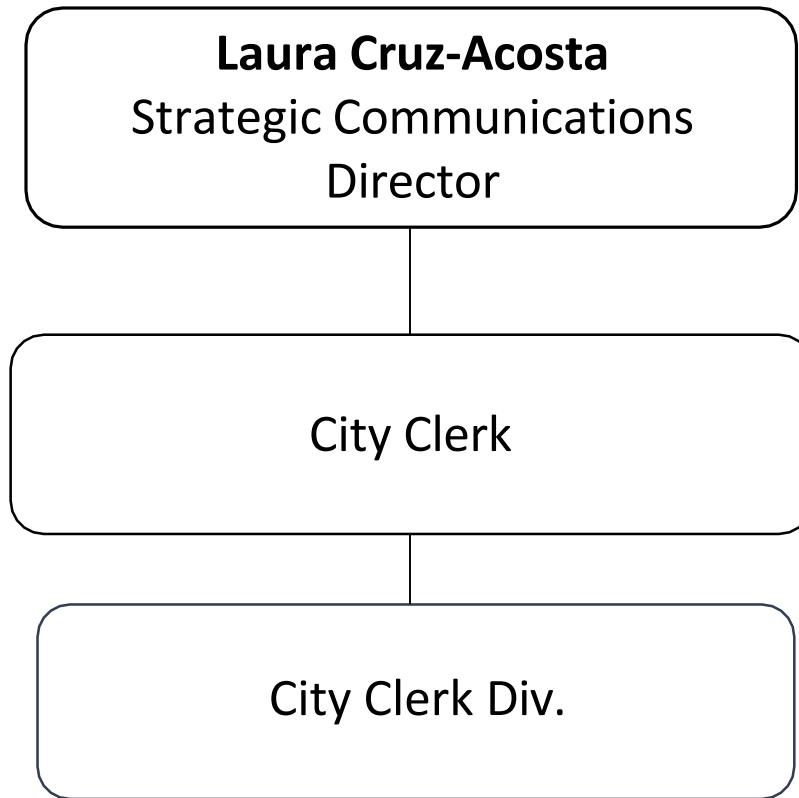 Laura Cruz-Acosta
Strategic Communications
Director
City Clerk
City Clerk Div.